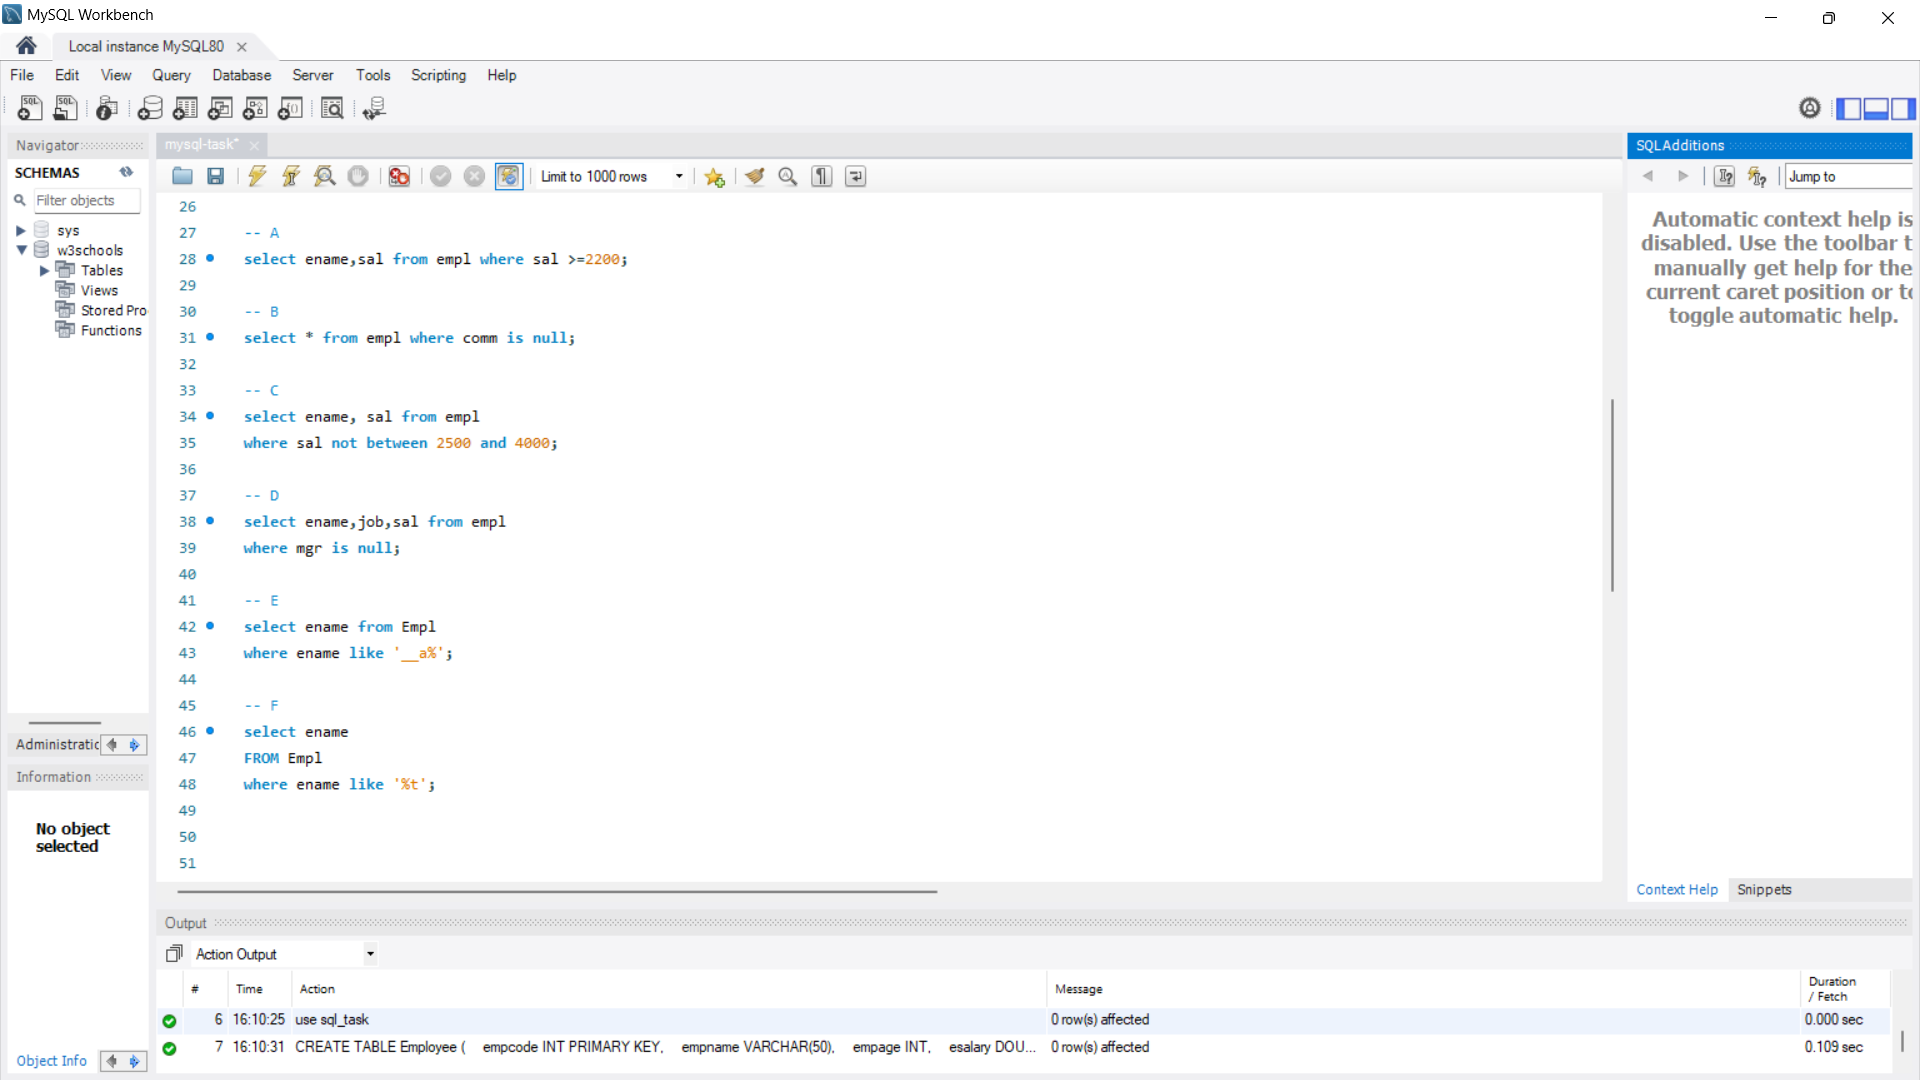 MySQL Workbench
Local instance MySQL80
File Edit View Query Database Server Tools Scripting Help
Navigator
SCHEMAS
Filter objects
sys
w3schools
Tables
Views
Stored Pro
Functions
Administratic
Information
No object
selected
Object Info
mysql-task*
Limit to 1000 rows
26
27 -- A
28 select ename,sal from empl where sal >=2200;
29
30 -- B
31 select * from empl where comm is null;
32
33 -- C
34 select ename, sal from empl
35 where sal not between 2500 and 4000;
36
37 -- D
38 select ename,job,sal from empl
39 where mgr is null;
40
41 -- E
42 select ename from Empl
43 where ename like '__a%';
44
45 -- F
46 select ename
47 FROM Empl
48 where ename like '%t';
49
50
51
SQLAdditions
Jump to
Automatic context help is
disabled. Use the toolbar t
manually get help for the
current caret position or to
toggle automatic help.
Context Help Snippets
Output
Action Output
# Time Action Message Duration / Fetch
6 16:10:25 use sql_task 0 row(s) affected 0.000 sec
7 16:10:31 CREATE TABLE Employee ( empcode INT PRIMARY KEY, empname VARCHAR(50), empage INT, esalary DOU... 0 row(s) affected 0.109 sec